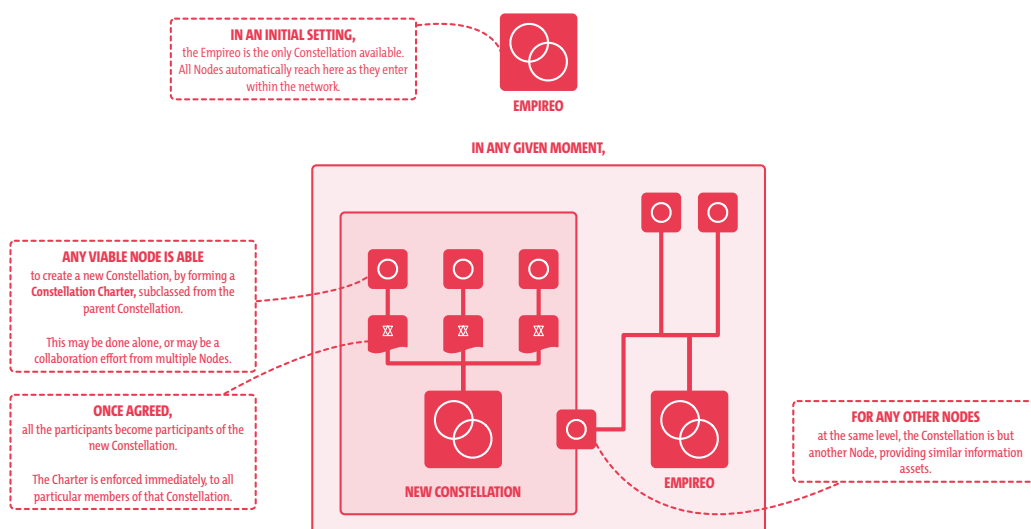 IN AN INITIAL SETTING,
the Empireo is the only Constellation available.
All Nodes automatically reach here as they enter
within the network.
EMPIREO
IN ANY GIVEN MOMENT,
ANY VIABLE NODE IS ABLE
to create a new Constellation, by forming a
Constellation Charter, subclassed from the
parent Constellation.
This may be done alone, or may be a
collaboration effort from multiple Nodes.
ONCE AGREED,
all the participants become participants of the
new Constellation.
The Charter is enforced immediately, to all
particular members of that Constellation.
NEW CONSTELLATION
EMPIREO
FOR ANY OTHER NODES
at the same level, the Constellation is but
another Node, providing similar information
assets.